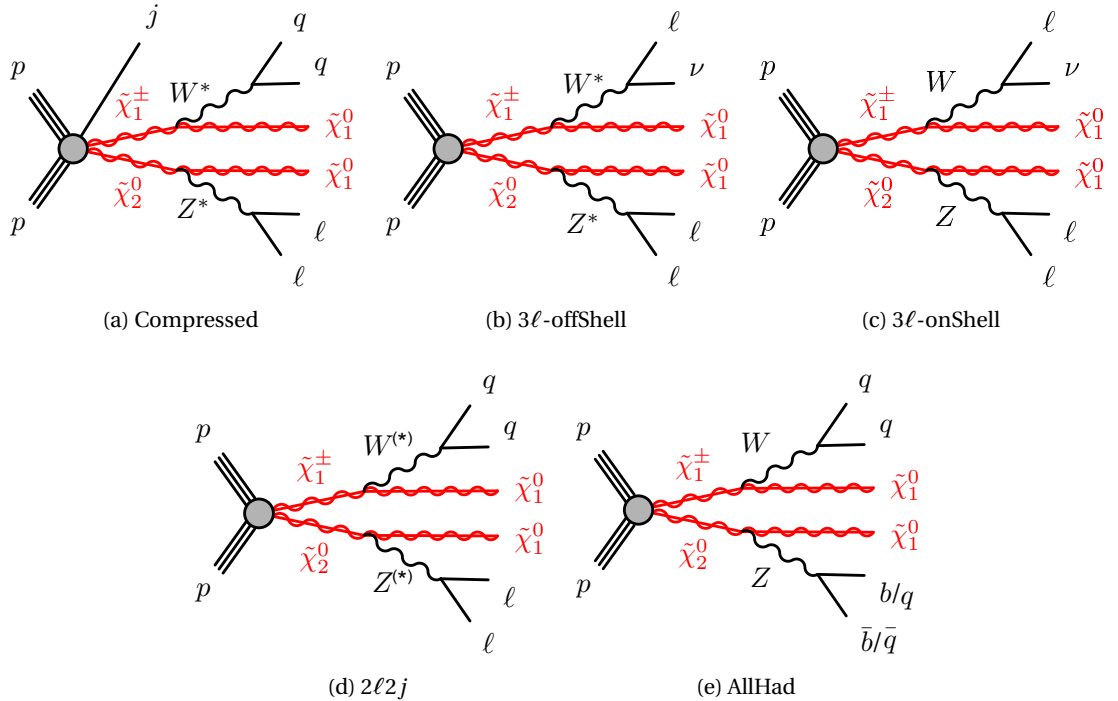 j
q
p
W*
q
χ̃₁±
χ̃₁⁰
χ̃₁⁰
χ̃₂⁰
p
Z*
ℓ
ℓ
(a) Compressed
ℓ
p
W*
ν
χ̃₁±
χ̃₁⁰
χ̃₁⁰
χ̃₂⁰
p
Z*
ℓ
ℓ
(b) 3ℓ-offShell
ℓ
p
W
ν
χ̃₁±
χ̃₁⁰
χ̃₁⁰
χ̃₂⁰
p
Z
ℓ
ℓ
(c) 3ℓ-onShell
q
p
W(*)
q
χ̃₁±
χ̃₁⁰
χ̃₁⁰
χ̃₂⁰
p
Z(*)
ℓ
ℓ
(d) 2ℓ2j
q
p
W
q
χ̃₁±
χ̃₁⁰
χ̃₁⁰
χ̃₂⁰
p
Z
b/q
b̄/q̄
(e) AllHad